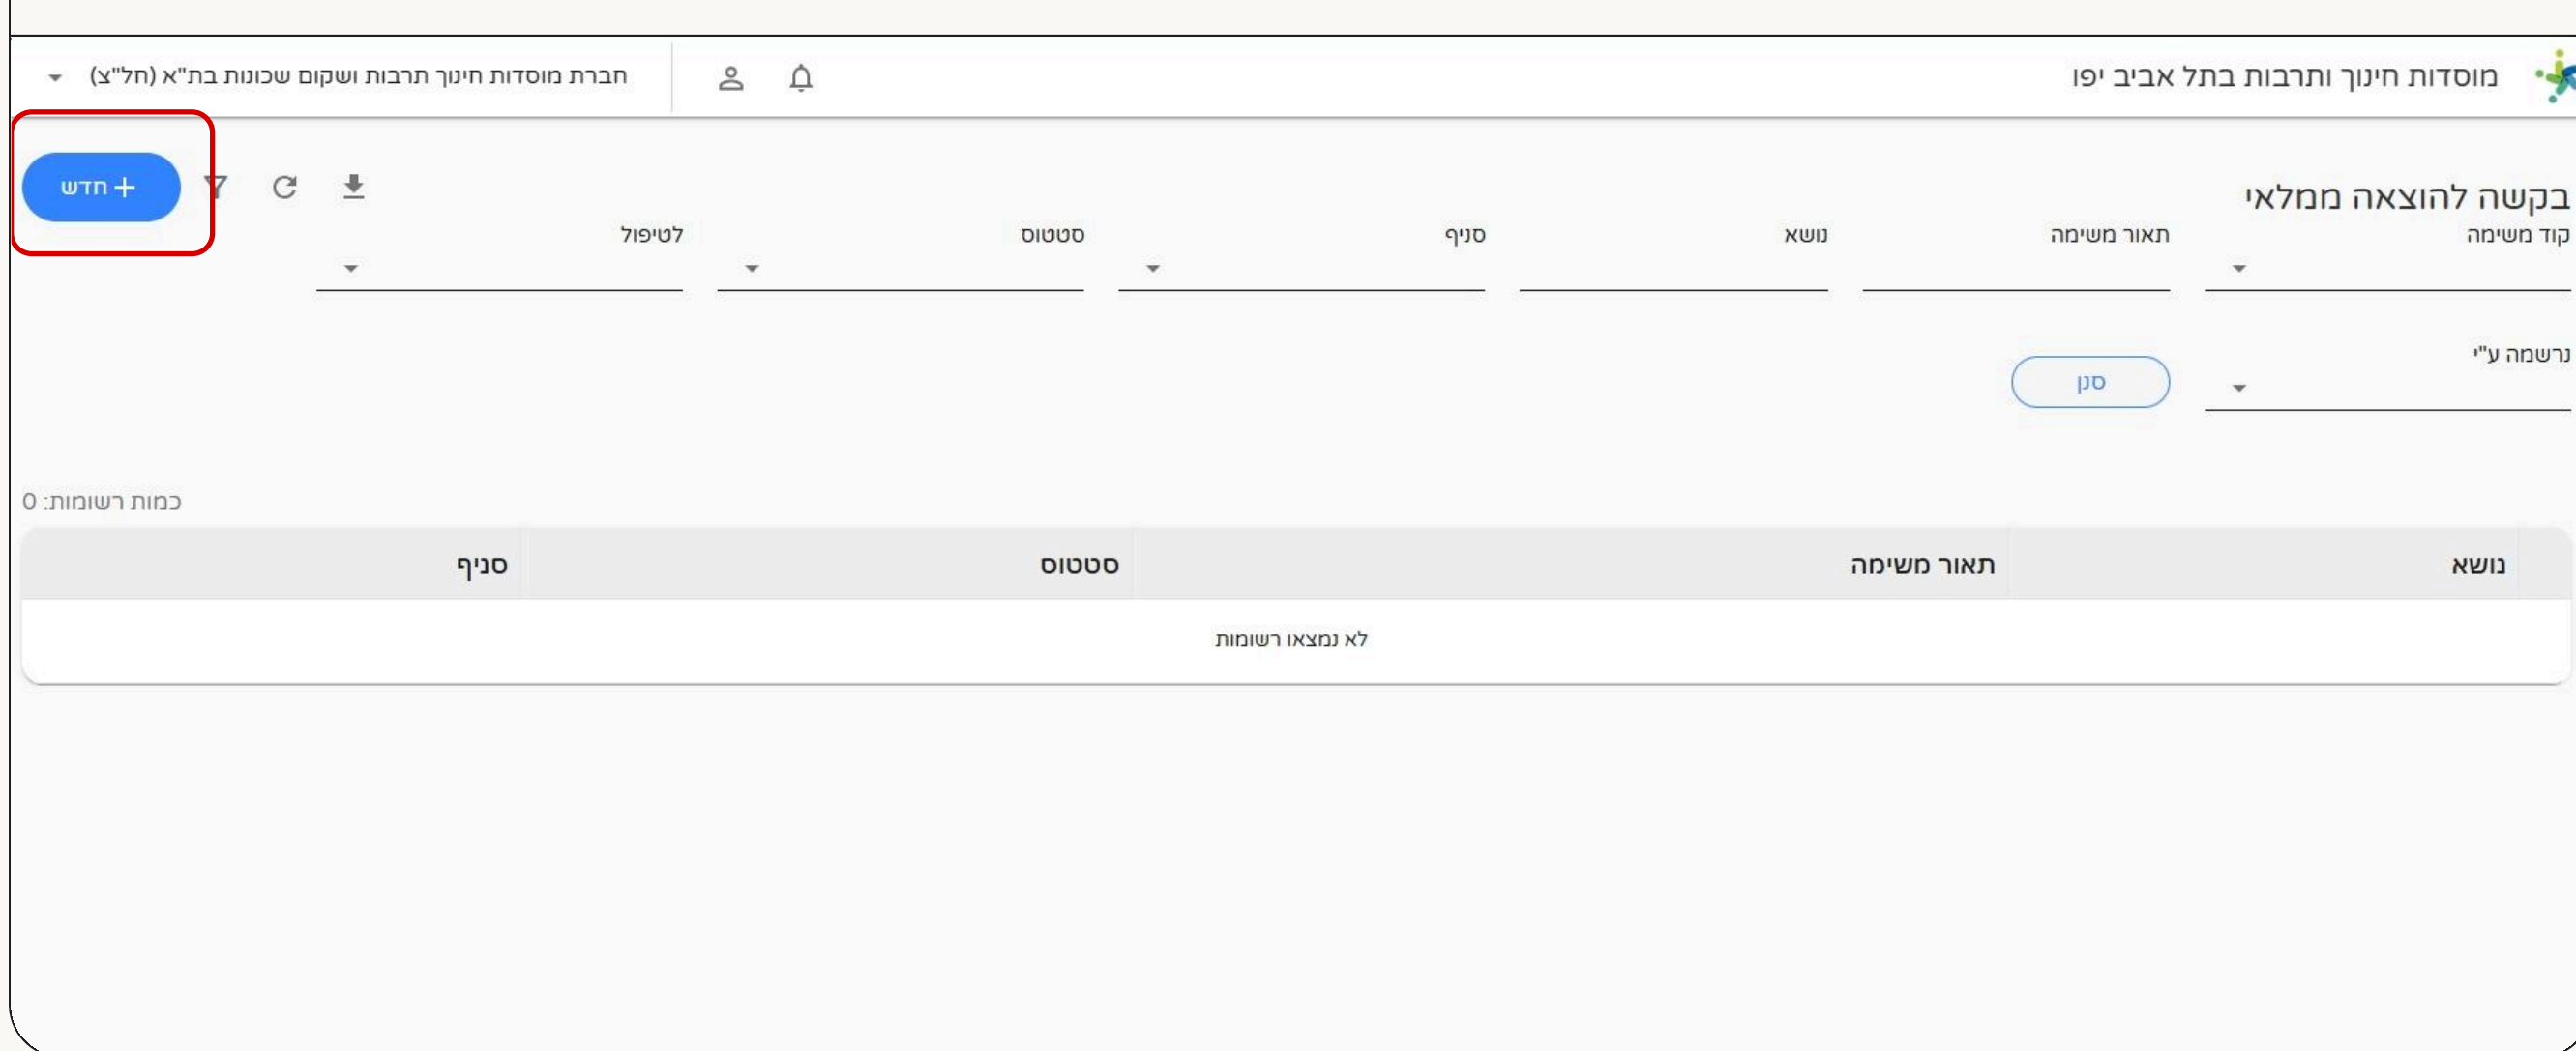 מוסדות חינוך ותרבות בתל אביב יפו
חברת מוסדות חינוך תרבות ושקום שכונות בת"א (חל"צ)
בקשה להוצאה ממלאי
+ חדש
קוד משימה
תאור משימה
נושא
סניף
סטטוס
לטיפול
נרשמה ע"י
סנן
כמות רשומות: 0
נושא תאור משימה סטטוס סניף
לא נמצאו רשומות